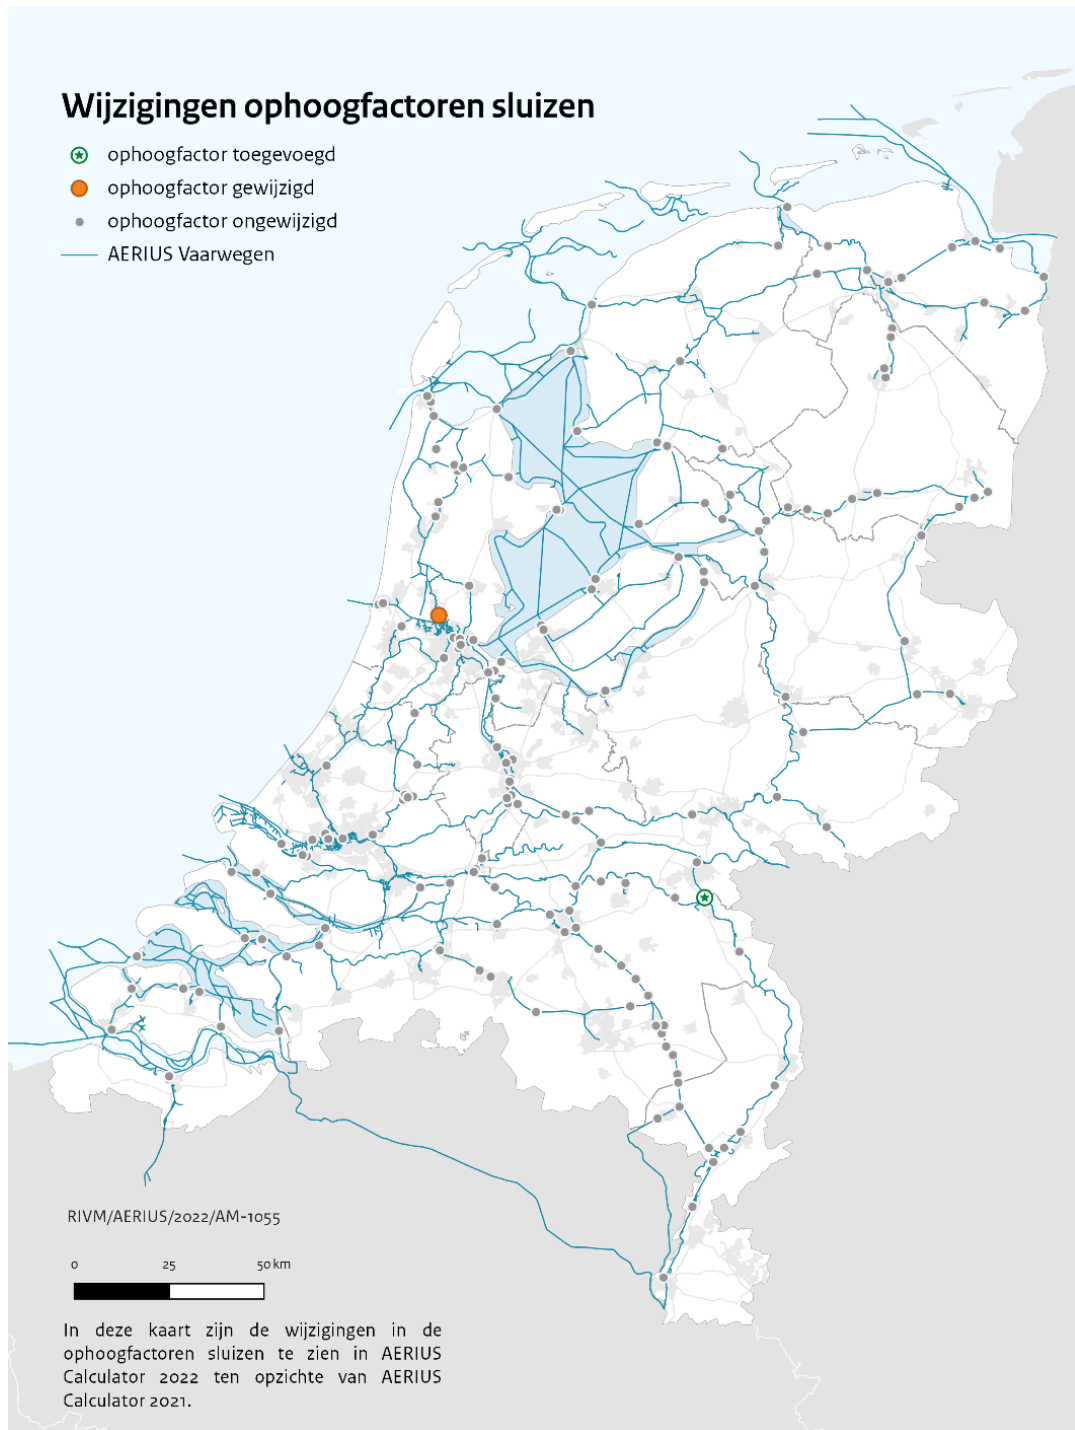 Wijzigingen ophoogfactoren sluizen
ophoogfactor toegevoegd
ophoogfactor gewijzigd
ophoogfactor ongewijzigd
AERIUS Vaarwegen
RIVM/AERIUS/2022/AM-1055
0 25 50 km
In deze kaart zijn de wijzigingen in de
ophoogfactoren sluizen te zien in AERIUS
Calculator 2022 ten opzichte van AERIUS
Calculator 2021.